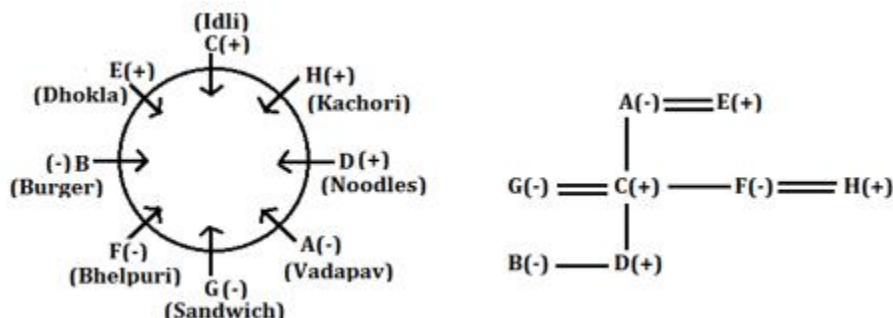 (Idli)
C(+)
E(+)
(Dhokla)
H(+)
(Kachori)
(-) B
(Burger)
D(+)
(Noodles)
F(-)
(Bhelpuri)
A(-)
(Vadapav)
G(-)
(Sandwich)
A(-) E(+)
G(-) C(+) F(-) H(+)
B(-) D(+)